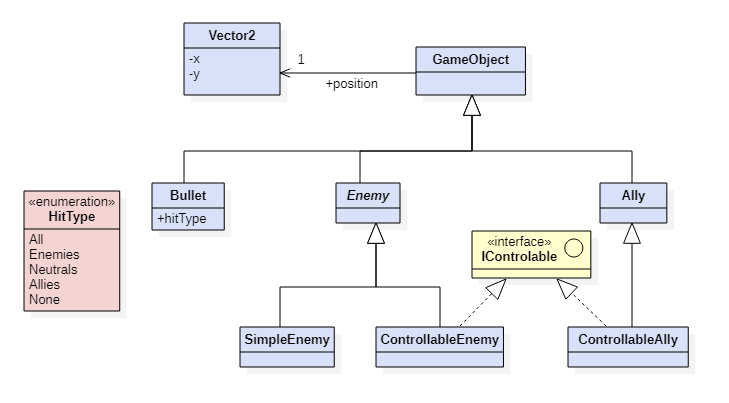 Vector2
-x
-y
1
+position
GameObject
Bullet
+hitType
Enemy
Ally
«enumeration»
HitType
All
Enemies
Neutrals
Allies
None
«interface»
IControlable
SimpleEnemy
ControllableEnemy
ControllableAlly